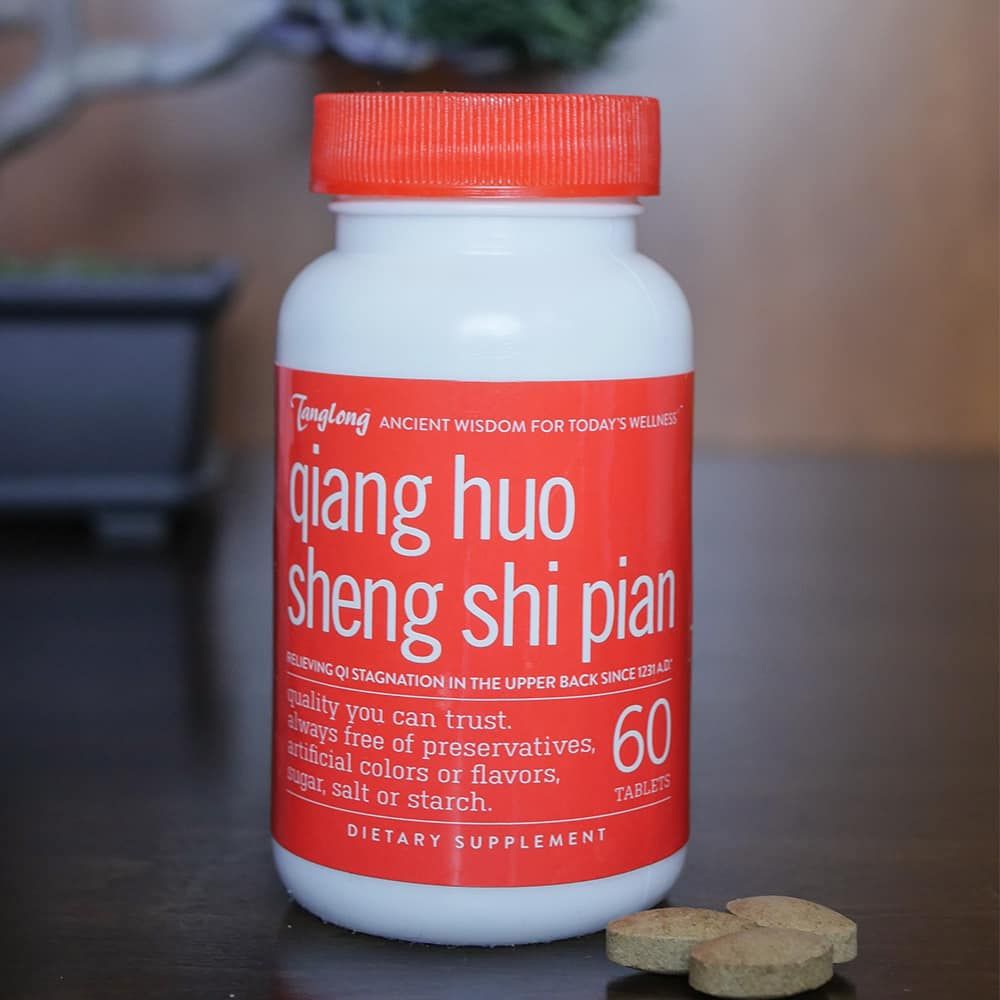 Tanglong™ ANCIENT WISDOM FOR TODAY'S WELLNESS™
qiang huo
sheng shi pian
RELIEVING QI STAGNATION IN THE UPPER BACK SINCE 1231 A.D.*
quality you can trust.
always free of preservatives,
artificial colors or flavors,
sugar, salt or starch.
60
TABLETS
DIETARY SUPPLEMENT